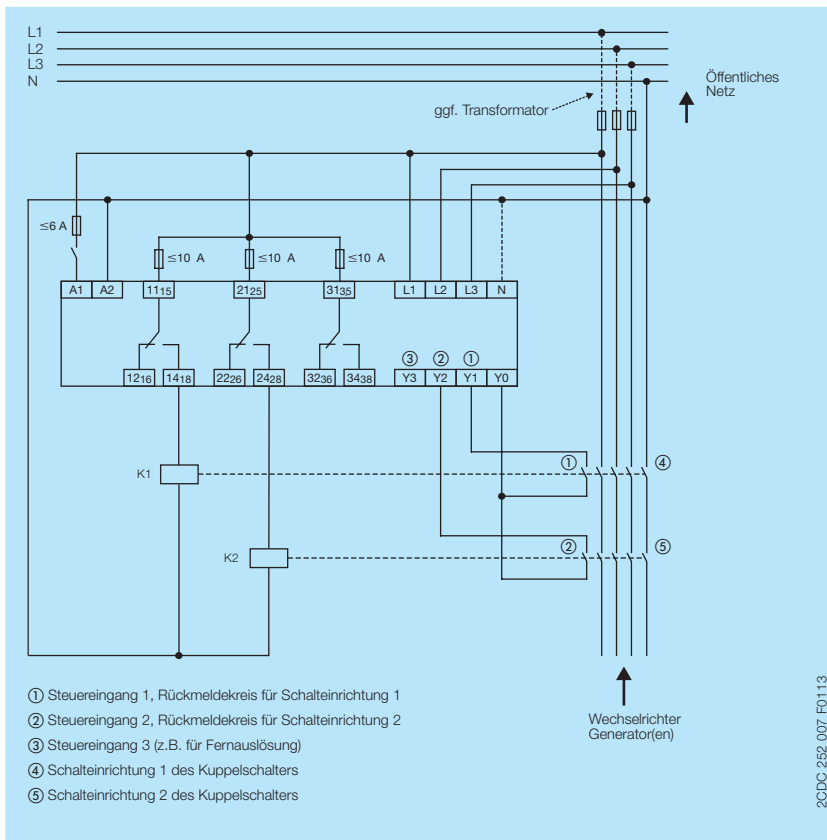 L1
L2
L3
N
Öffentliches
Netz
ggf. Transformator
≤6 A
≤10 A
≤10 A
≤10 A
A1
A2
1115
2125
3135
L1
L2
L3
N
③
②
①
1216
1418
2226
2428
3236
3438
Y3
Y2
Y1
Y0
K1
①
④
K2
②
⑤
① Steuereingang 1, Rückmeldekreis für Schalteinrichtung 1
② Steuereingang 2, Rückmeldekreis für Schalteinrichtung 2
③ Steuereingang 3 (z.B. für Fernauslösung)
④ Schalteinrichtung 1 des Kuppelschalters
⑤ Schalteinrichtung 2 des Kuppelschalters
Wechselrichter
Generator(en)
2CDC 252 007 F0113